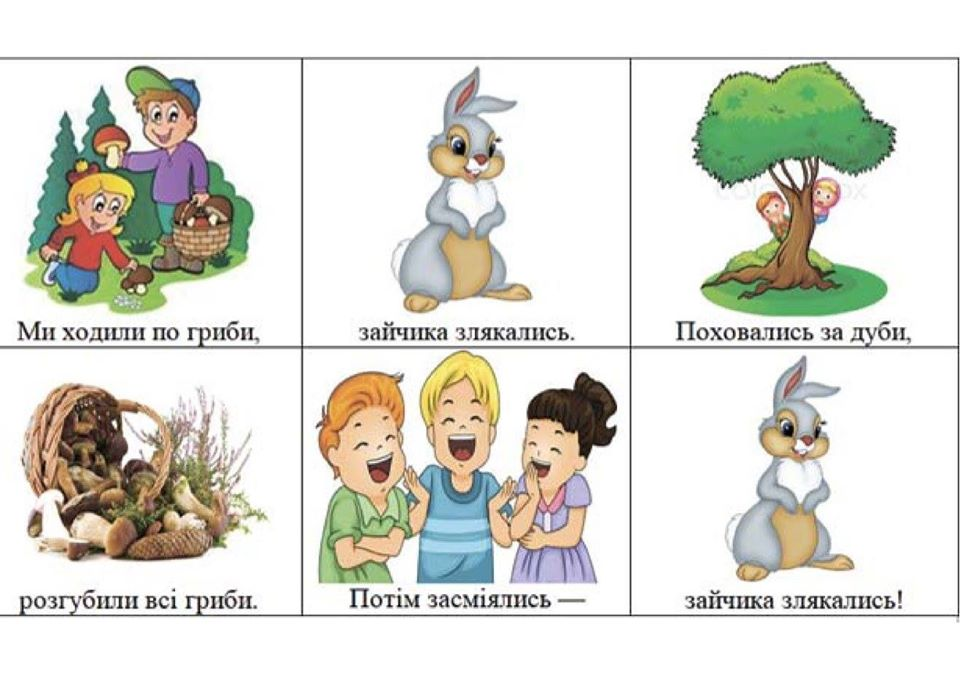 Ми ходили по гриби,
зайчика злякались.
Поховались за дуби,
розгубили всі гриби.
Потім засміялись —
зайчика злякались!